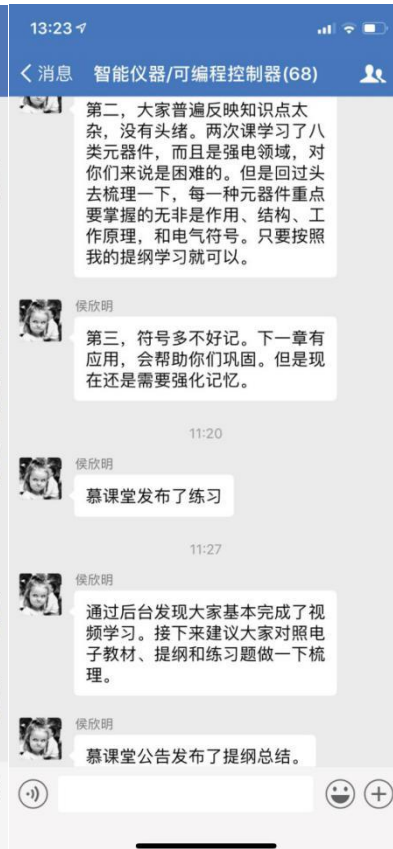 13:23
消息 智能仪器/可编程控制器(68)
第二，大家普遍反映知识点太
杂，没有头绪。两次课学习了八
类元器件，而且是强电领域，对
你们来说是困难的。但是回过头
去梳理一下，每一种元器件重点
要掌握的无非是作用、结构、工
作原理，和电气符号。只要按照
我的提纲学习就可以。
侯欣明
第三，符号多不好记。下一章有
应用，会帮助你们巩固。但是现
在还是需要强化记忆。
11:20
侯欣明
慕课堂发布了练习
11:27
侯欣明
通过后台发现大家基本完成了视
频学习。接下来建议大家对照电
子教材、提纲和练习题做一下梳
理。
侯欣明
慕课堂公告发布了提纲总结。